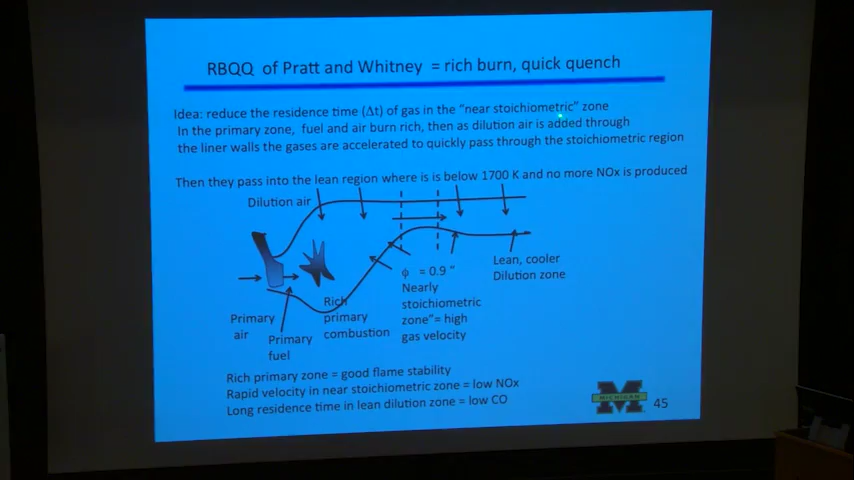 RBQQ of Pratt and Whitney = rich burn, quick quench
Idea: reduce the residence time (Δt) of gas in the “near stoichiometric” zone
In the primary zone, fuel and air burn rich, then as dilution air is added through
the liner walls the gases are accelerated to quickly pass through the stoichiometric region
Then they pass into the lean region where is is below 1700 K and no more NOx is produced
Dilution air
Primary
air
Primary
fuel
Rich
primary
combustion
ϕ = 0.9 “
Nearly
stoichiometric
zone”= high
gas velocity
Lean, cooler
Dilution zone
Rich primary zone = good flame stability
Rapid velocity in near stoichiometric zone = low NOx
Long residence time in lean dilution zone = low CO
M
MICHIGAN
45